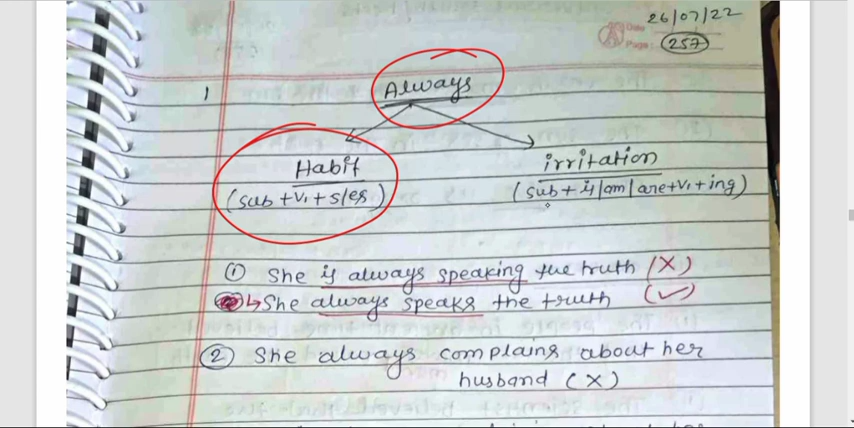 26/07/22
Date
Page: 257
1
Always
Habit
irritation
(sub + V1 + s/es)
(sub + is/am/are + V1 + ing)
① She is always speaking the truth (X)
↳ She always speaks the truth (✓)
② She always complains about her
husband (X)